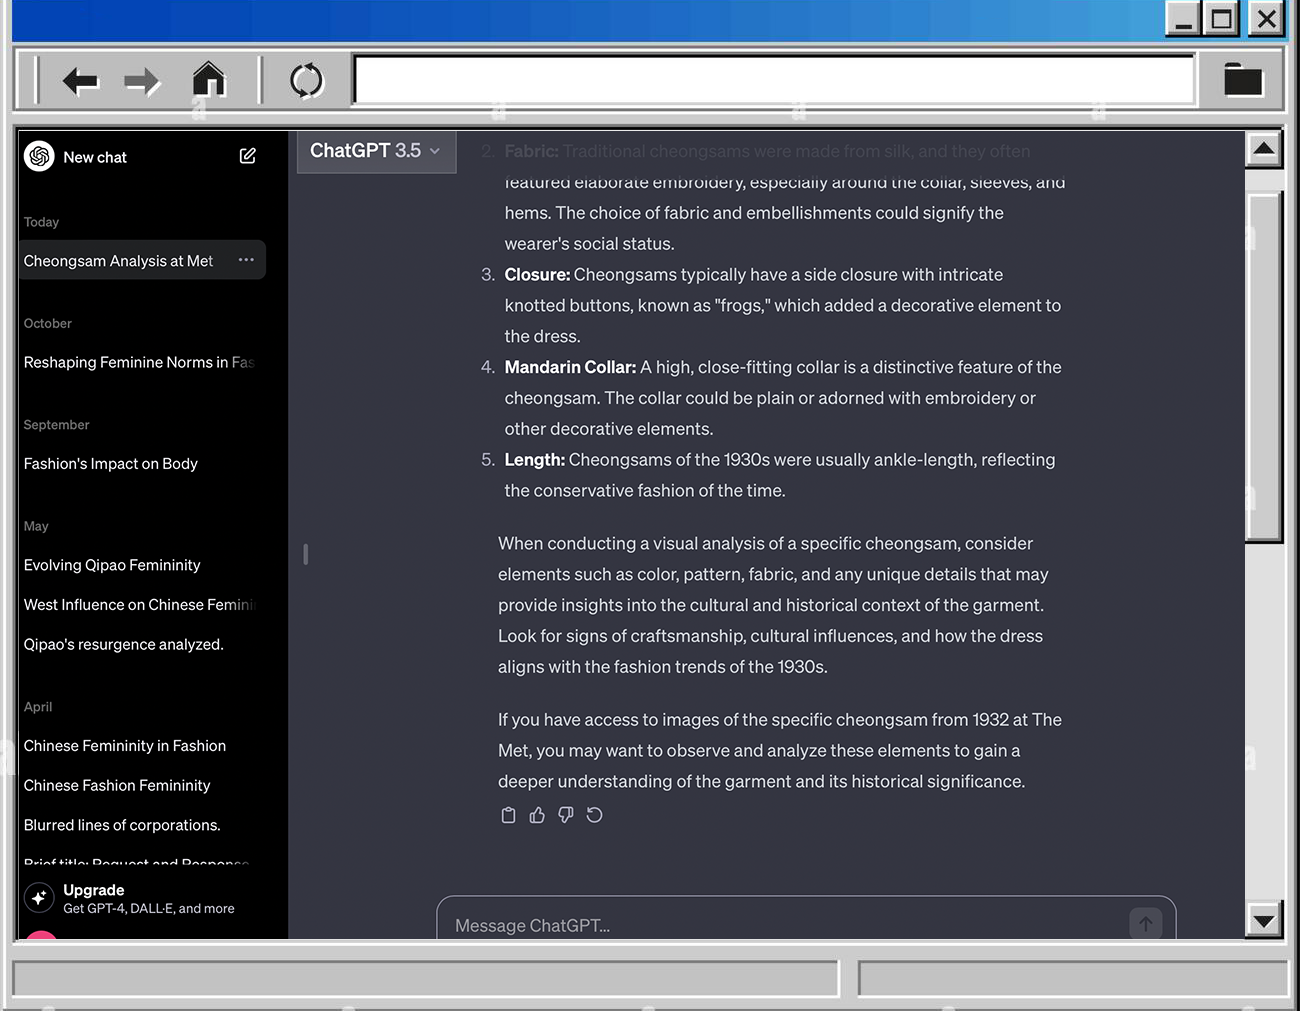 New chat
Today
Cheongsam Analysis at Met
October
Reshaping Feminine Norms in Fas
September
Fashion's Impact on Body
May
Evolving Qipao Femininity
West Influence on Chinese Femini
Qipao's resurgence analyzed.
April
Chinese Femininity in Fashion
Chinese Fashion Femininity
Blurred lines of corporations.
Brief title: Request and Response
Upgrade
Get GPT-4, DALL·E, and more
ChatGPT 3.5
2. Fabric: Traditional cheongsams were made from silk, and they often
featured elaborate embroidery, especially around the collar, sleeves, and
hems. The choice of fabric and embellishments could signify the
wearer's social status.
3. Closure: Cheongsams typically have a side closure with intricate
knotted buttons, known as "frogs," which added a decorative element to
the dress.
4. Mandarin Collar: A high, close-fitting collar is a distinctive feature of the
cheongsam. The collar could be plain or adorned with embroidery or
other decorative elements.
5. Length: Cheongsams of the 1930s were usually ankle-length, reflecting
the conservative fashion of the time.
When conducting a visual analysis of a specific cheongsam, consider
elements such as color, pattern, fabric, and any unique details that may
provide insights into the cultural and historical context of the garment.
Look for signs of craftsmanship, cultural influences, and how the dress
aligns with the fashion trends of the 1930s.
If you have access to images of the specific cheongsam from 1932 at The
Met, you may want to observe and analyze these elements to gain a
deeper understanding of the garment and its historical significance.
Message ChatGPT...